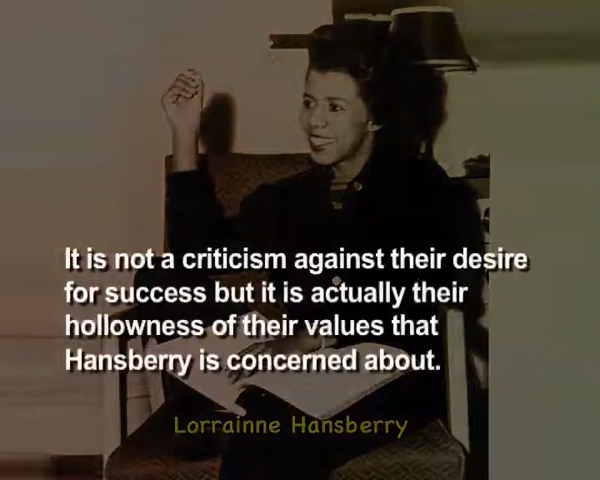 It is not a criticism against their desire
for success but it is actually their
hollowness of their values that
Hansberry is concerned about.
Lorrainne Hansberry